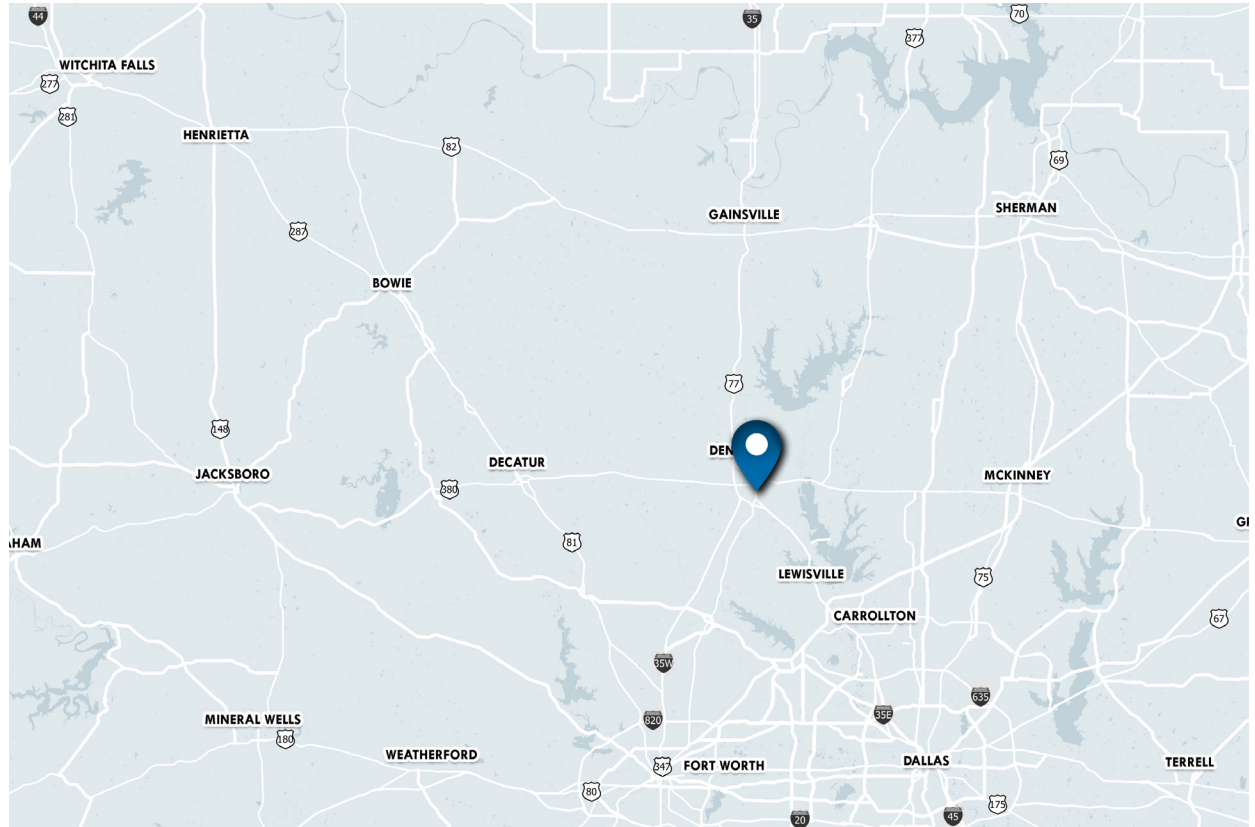 44
35
70
377
WITCHITA FALLS
277
281
HENRIETTA
82
69
GAINSVILLE
SHERMAN
287
BOWIE
77
148
DEN
DECATUR
JACKSBORO
MCKINNEY
380
81
AHAM
LEWISVILLE
75
CARROLLTON
67
35W
635
820
35E
MINERAL WELLS
180
WEATHERFORD
347
FORT WORTH
DALLAS
TERRELL
80
175
20
45